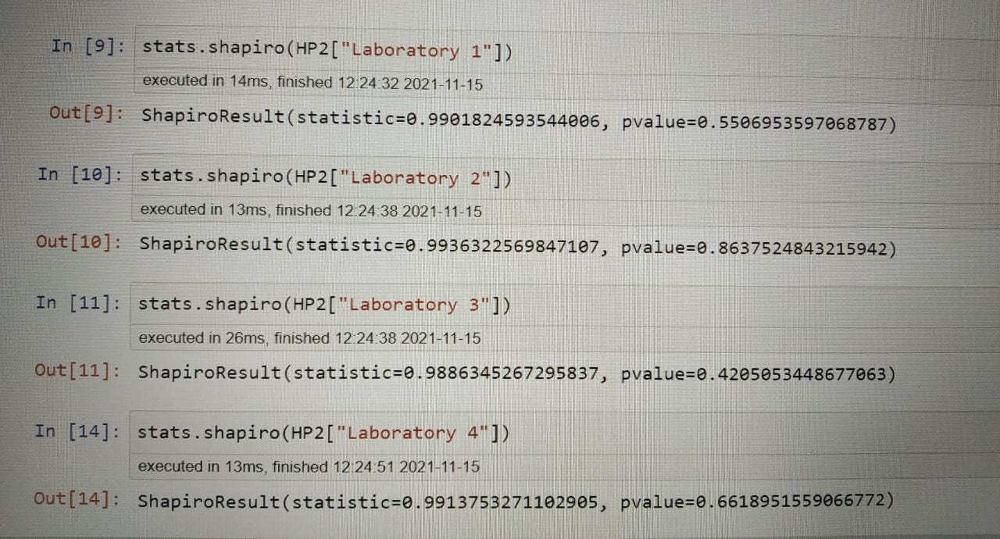 In [9]: stats.shapiro(HP2["Laboratory 1"])
executed in 14ms, finished 12:24:32 2021-11-15
Out[9]: ShapiroResult(statistic=0.9901824593544006, pvalue=0.5506953597068787)
In [10]: stats.shapiro(HP2["Laboratory 2"])
executed in 13ms, finished 12:24:38 2021-11-15
Out[10]: ShapiroResult(statistic=0.9936322569847107, pvalue=0.8637524843215942)
In [11]: stats.shapiro(HP2["Laboratory 3"])
executed in 26ms, finished 12:24:38 2021-11-15
Out[11]: ShapiroResult(statistic=0.9886345267295837, pvalue=0.4205053448677063)
In [14]: stats.shapiro(HP2["Laboratory 4"])
executed in 13ms, finished 12:24:51 2021-11-15
Out[14]: ShapiroResult(statistic=0.9913753271102905, pvalue=0.6618951559066772)